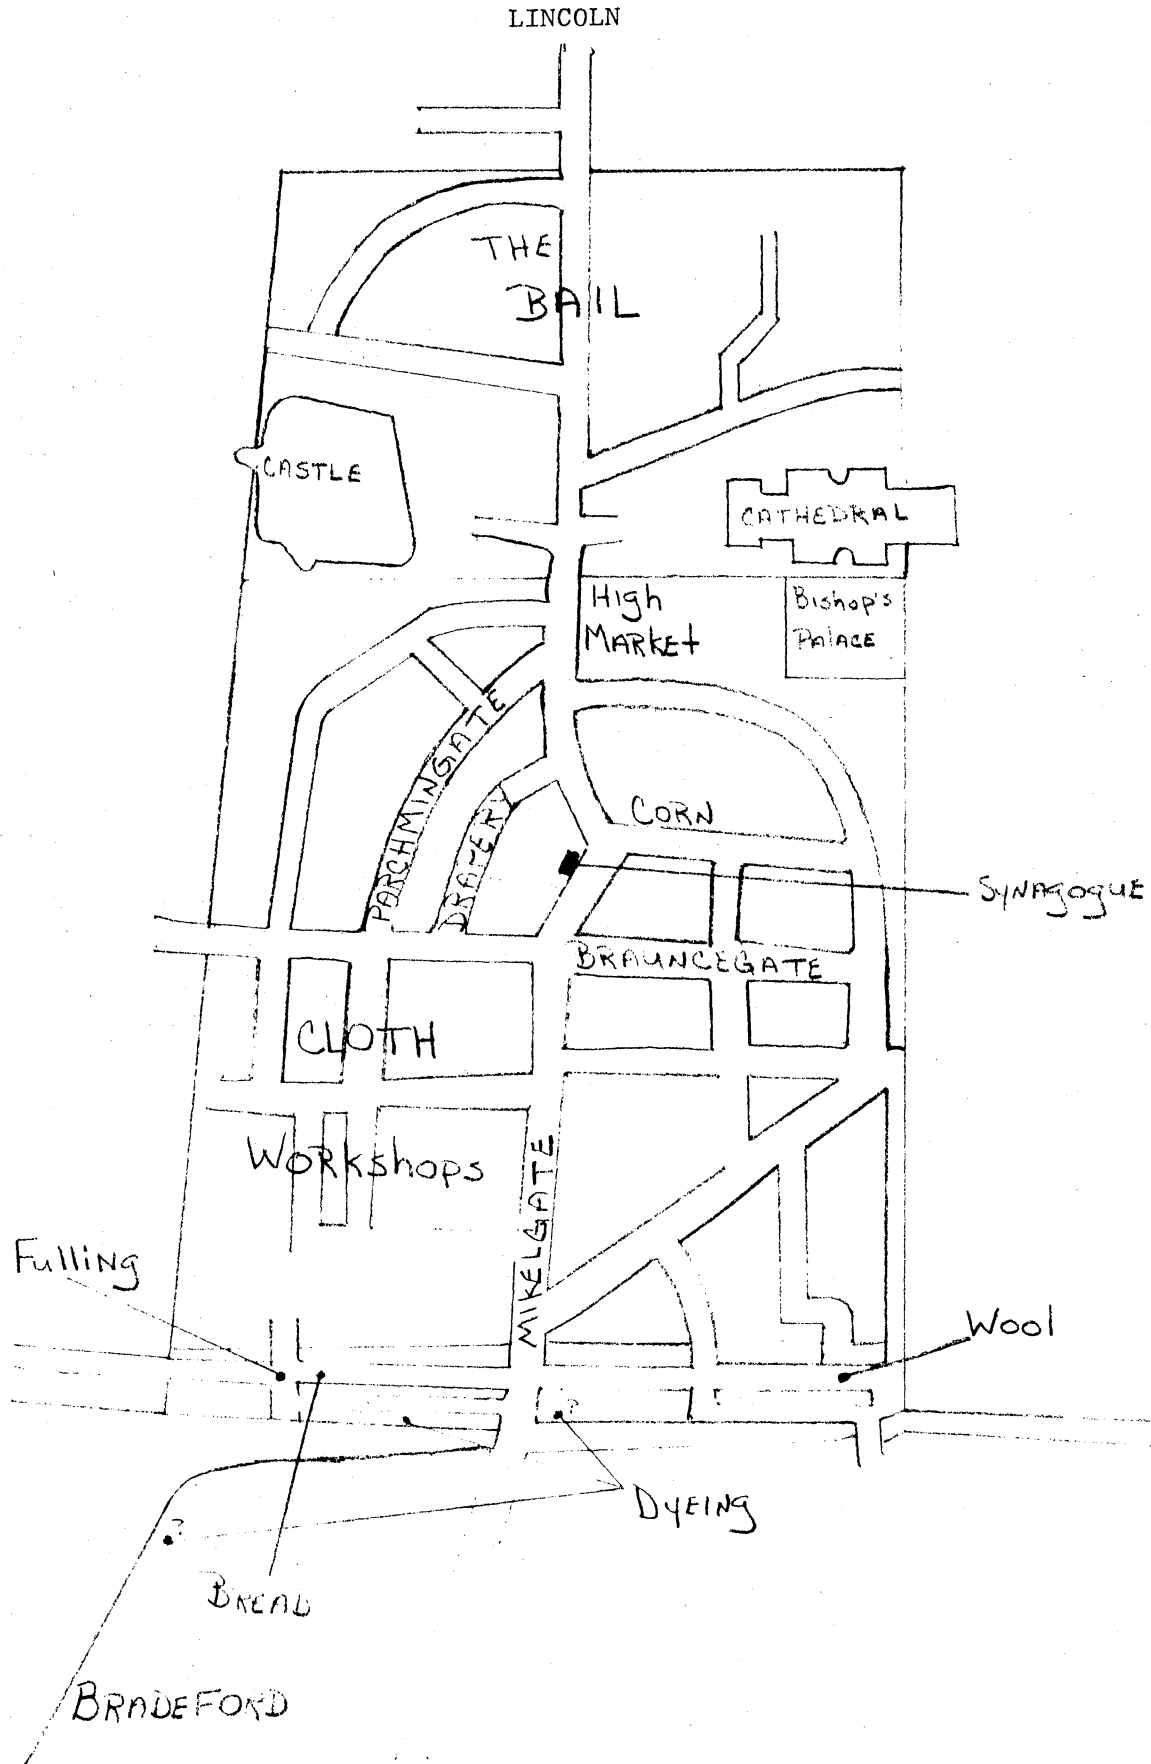 LINCOLN
THE
BAIL
CASTLE
CATHEDRAL
High
MARKET
Bishop's
PALACE
PARCHMINGATE
DRAPERY
CORN
SYNAGOGUE
BRAUNCEGATE
CLOTH
Workshops
MIKELGATE
Fulling
Wool
?
DYEING
?
BREAD
BRADEFORD